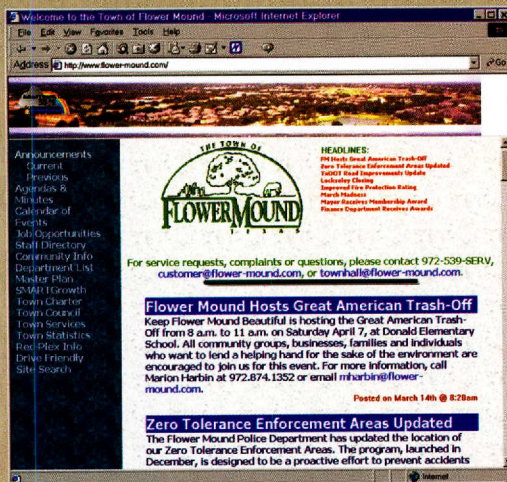 Welcome to the Town of Flower Mound - Microsoft Internet Explorer
File Edit View Favorites Tools Help
Address http://www.flower-mound.com/
Go
Announcements
Current
Previous
Agendas &
Minutes
Calendar of
Events
Job Opportunities
Staff Directory
Community Info
Department List
Master Plan
SMARTGrowth
Town Charter
Town Council
Town Services
Town Statistics
Red Plex Info
Drive Friendly
Site Search
THE TOWN OF
FLOWER MOUND
TEXAS
HEADLINES:
FM Hosts Great American Trash-Off
Zero Tolerance Enforcement Areas Updated
TxDOT Road Improvements Update
Locksley Closing
Improved Fire Protection Rating
March Madness
Mayor Receives Membership Award
Finance Department Receives Awards
For service requests, complaints or questions, please contact 972-539-SERV,
customer@flower-mound.com, or townhall@flower-mound.com.
Flower Mound Hosts Great American Trash-Off
Keep Flower Mound Beautiful is hosting the Great American Trash-
Off from 8 a.m. to 11 a.m. on Saturday April 7, at Donald Elementary
School. All community groups, businesses, families and individuals
who want to lend a helping hand for the sake of the environment are
encouraged to join us for this event. For more information, call
Marion Harbin at 972.874.1352 or email mharbin@flower-
mound.com.
Posted on March 14th @ 8:28am
Zero Tolerance Enforcement Areas Updated
The Flower Mound Police Department has updated the location of
our Zero Tolerance Enforcement Areas. The program, launched in
December, is designed to be a proactive effort to prevent accidents
Internet